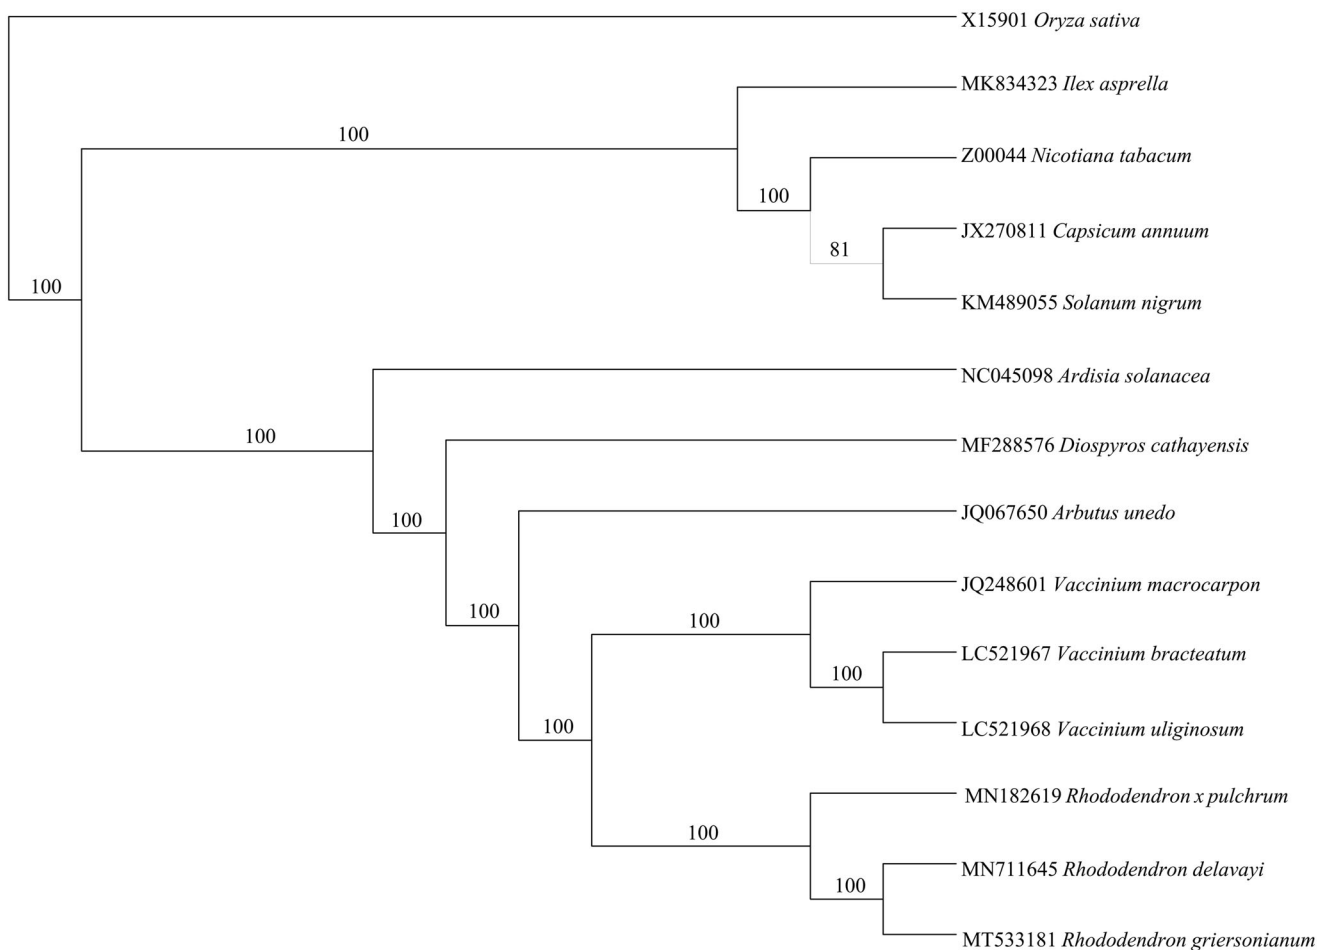 X15901 Oryza sativa
MK834323 Ilex asprella
100
Z00044 Nicotiana tabacum
100
JX270811 Capsicum annuum
81
100
KM489055 Solanum nigrum
NC045098 Ardisia solanacea
100
MF288576 Diospyros cathayensis
100
JQ067650 Arbutus unedo
JQ248601 Vaccinium macrocarpon
100
100
LC521967 Vaccinium bracteatum
100
100
LC521968 Vaccinium uliginosum
MN182619 Rhododendron x pulchrum
100
MN711645 Rhododendron delavayi
100
MT533181 Rhododendron griersonianum